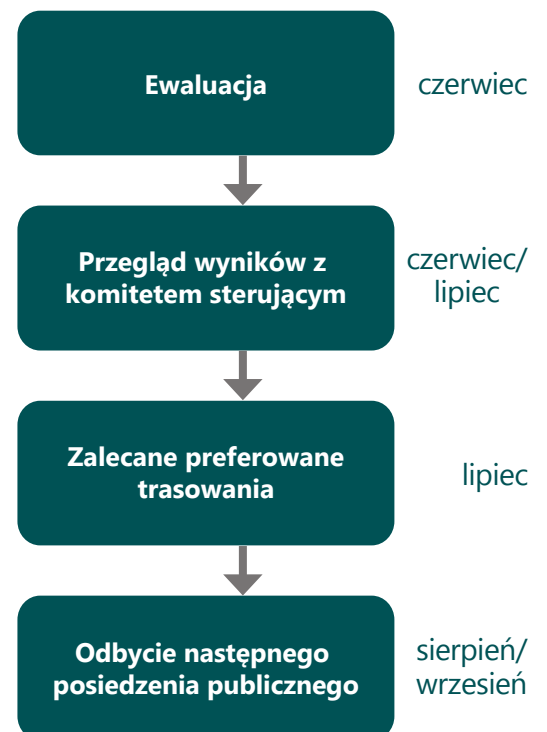 Ewaluacja
czerwiec
Przegląd wyników z
komitetem sterującym
czerwiec/
lipiec
Zalecane preferowane
trasowania
lipiec
Odbycie następnego
posiedzenia publicznego
sierpień/
wrzesień